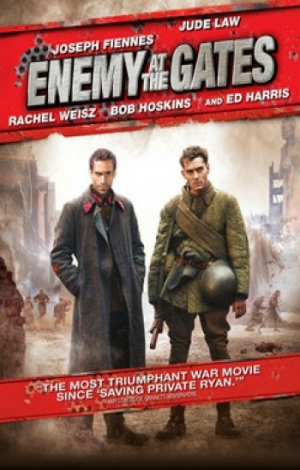 JOSEPH FIENNES JUDE LAW
ENEMY AT THE GATES
RACHEL WEISZ BOB HOSKINS AND ED HARRIS
"THE MOST TRIUMPHANT WAR MOVIE
SINCE 'SAVING PRIVATE RYAN.'"